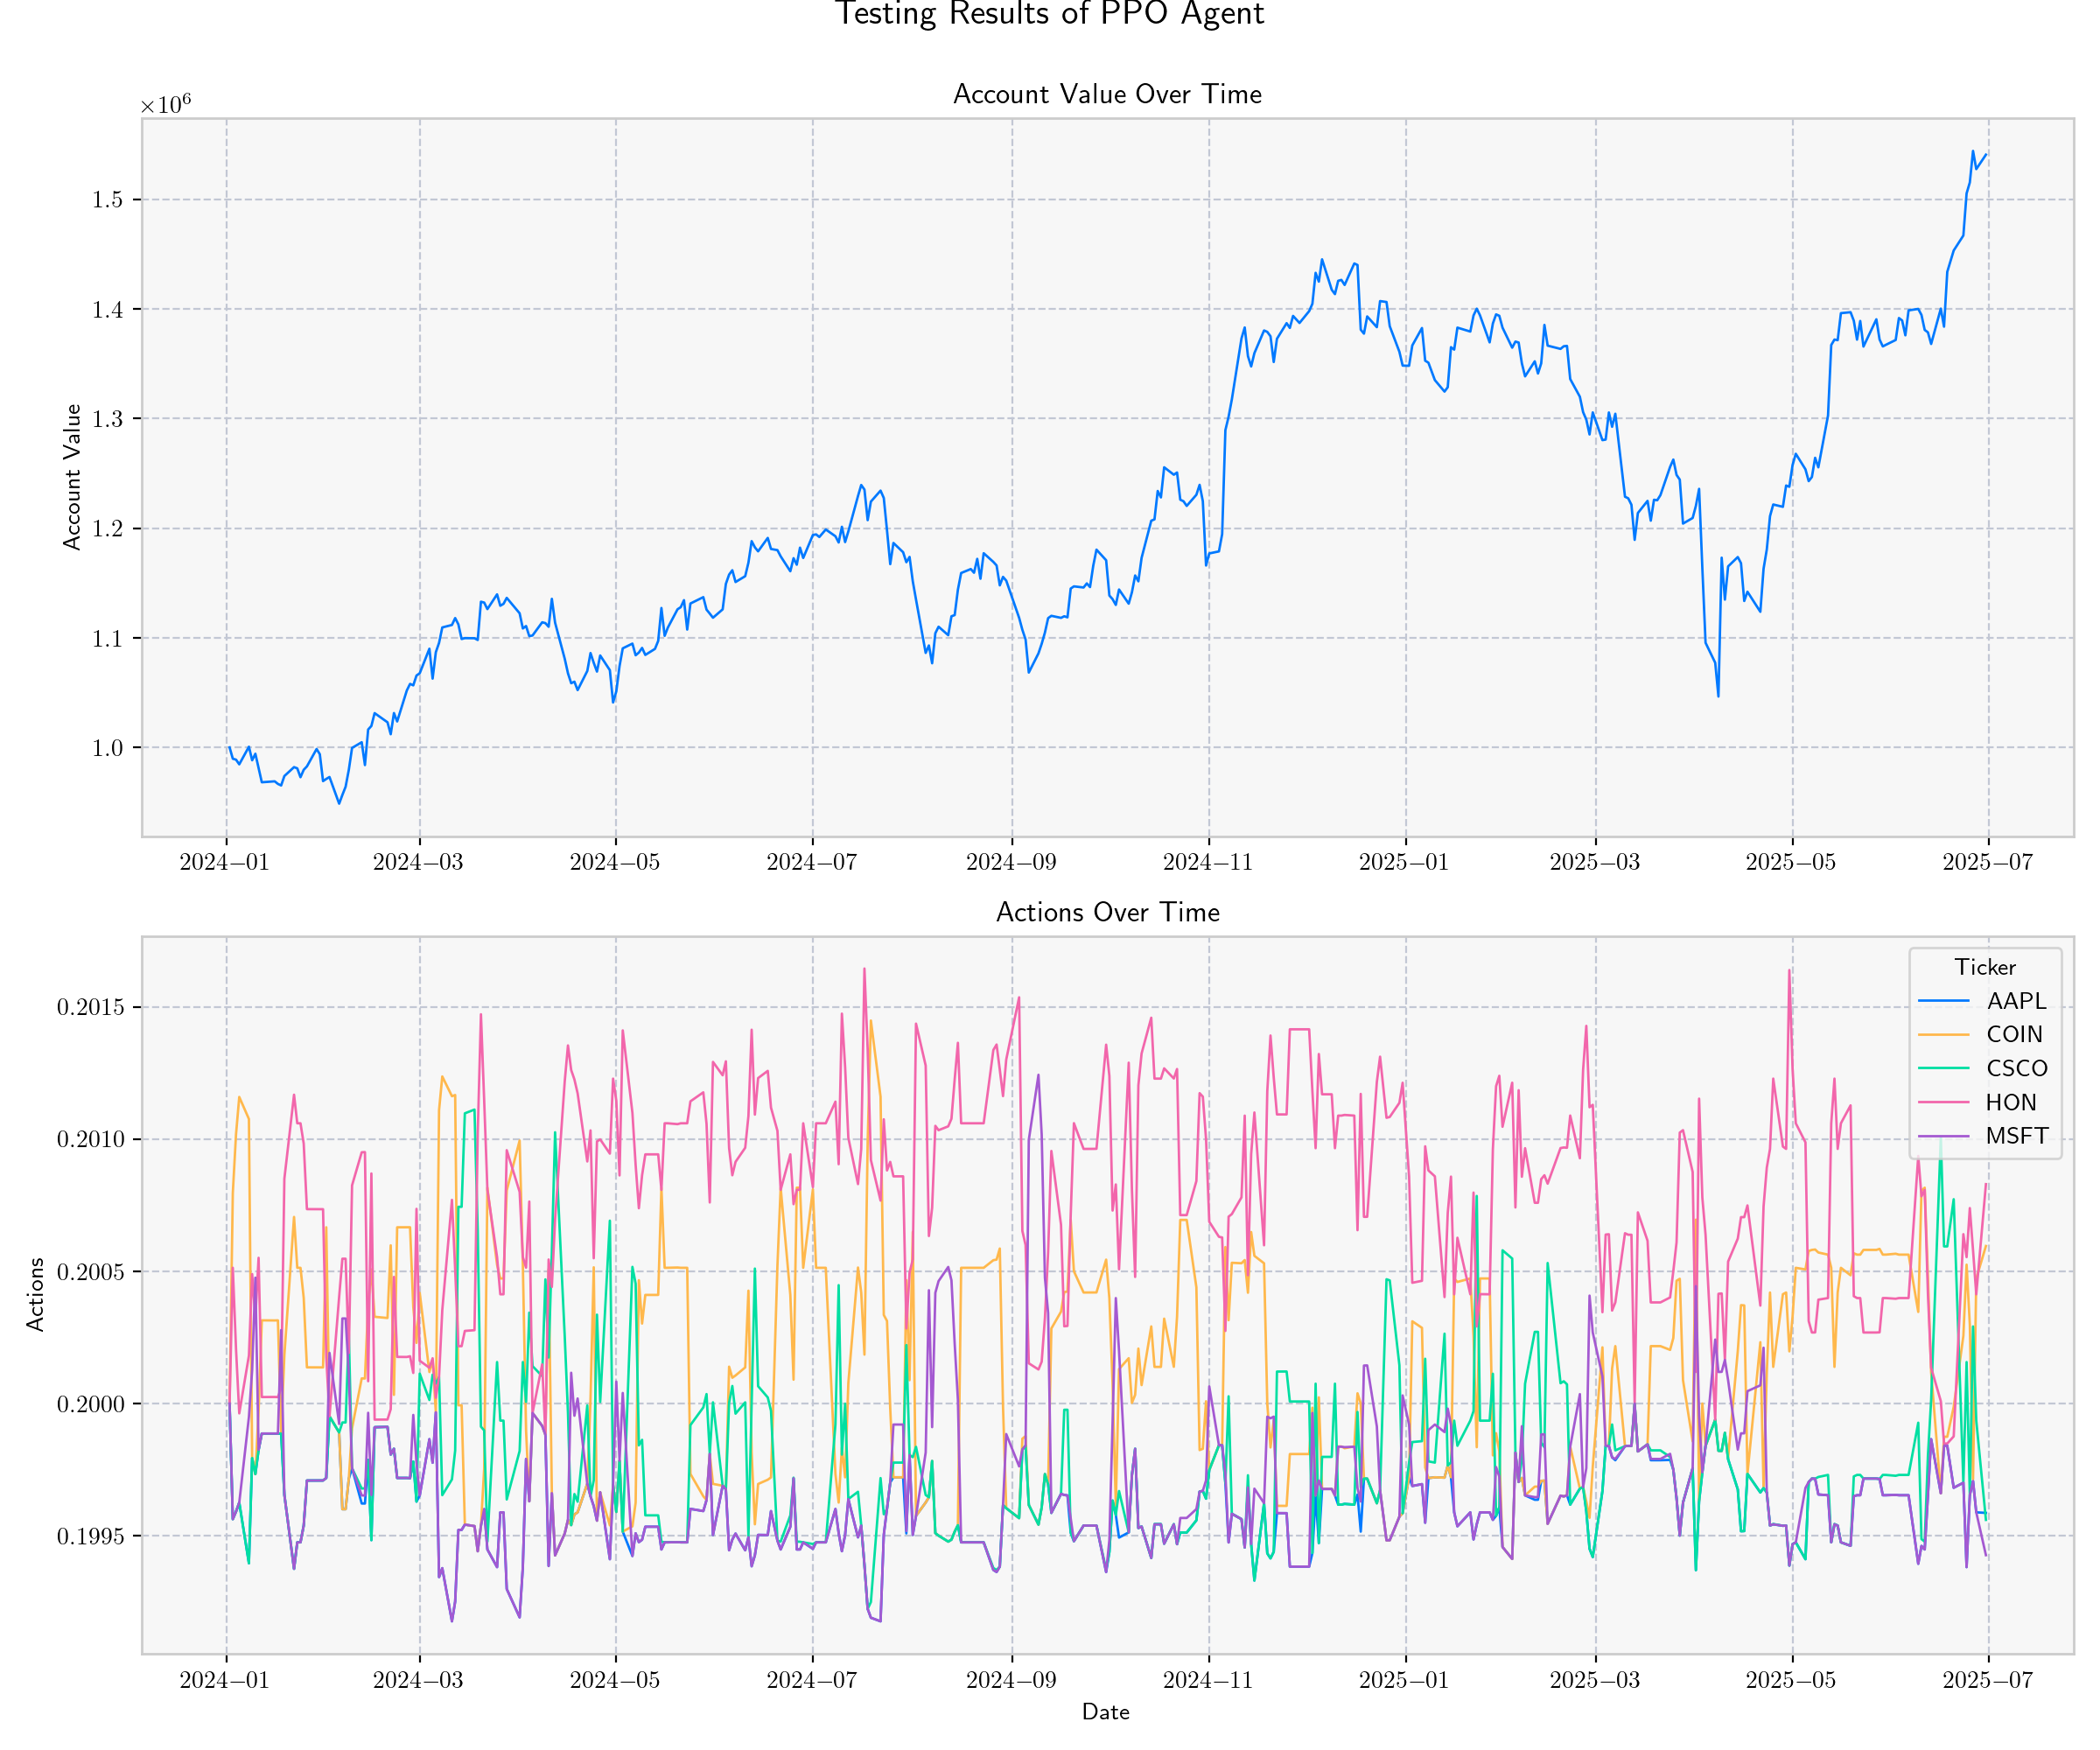 Testing Results of PPO Agent
Account Value Over Time
×10⁶
Account Value
1.5
1.4
1.3
1.2
1.1
1.0
2024–01 2024–03 2024–05 2024–07 2024–09 2024–11 2025–01 2025–03 2025–05 2025–07
Actions Over Time
Actions
0.2015
0.2010
0.2005
0.2000
0.1995
Ticker
AAPL
COIN
CSCO
HON
MSFT
2024–01 2024–03 2024–05 2024–07 2024–09 2024–11 2025–01 2025–03 2025–05 2025–07
Date